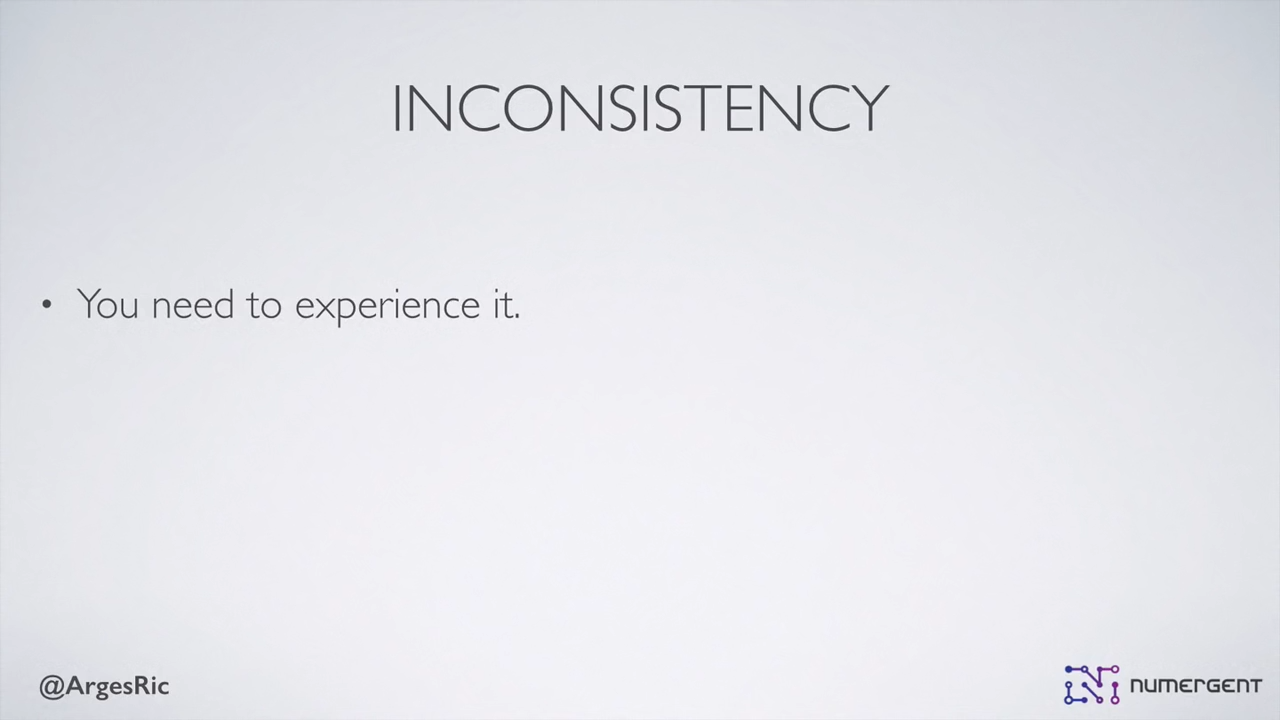 INCONSISTENCY
• You need to experience it.
@ArgesRic
NUMERGENT